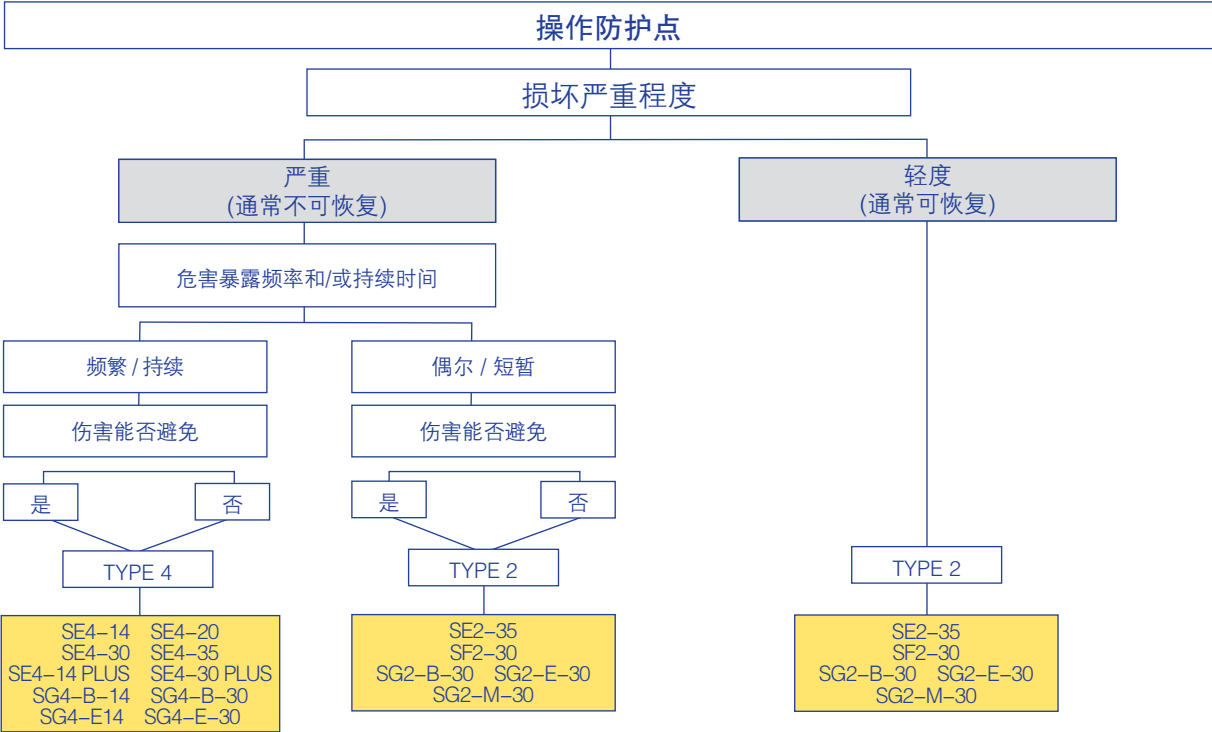 操作防护点
损坏严重程度
严重
(通常不可恢复)
轻度
(通常可恢复)
危害暴露频率和/或持续时间
频繁 / 持续
偶尔 / 短暂
伤害能否避免
伤害能否避免
是
否
是
否
TYPE 4
TYPE 2
TYPE 2
SE4–14 SE4–20
SE4–30 SE4–35
SE4–14 PLUS SE4–30 PLUS
SG4–B–14 SG4–B–30
SG4–E14 SG4–E–30
SE2–35
SF2–30
SG2–B–30 SG2–E–30
SG2–M–30
SE2–35
SF2–30
SG2–B–30 SG2–E–30
SG2–M–30